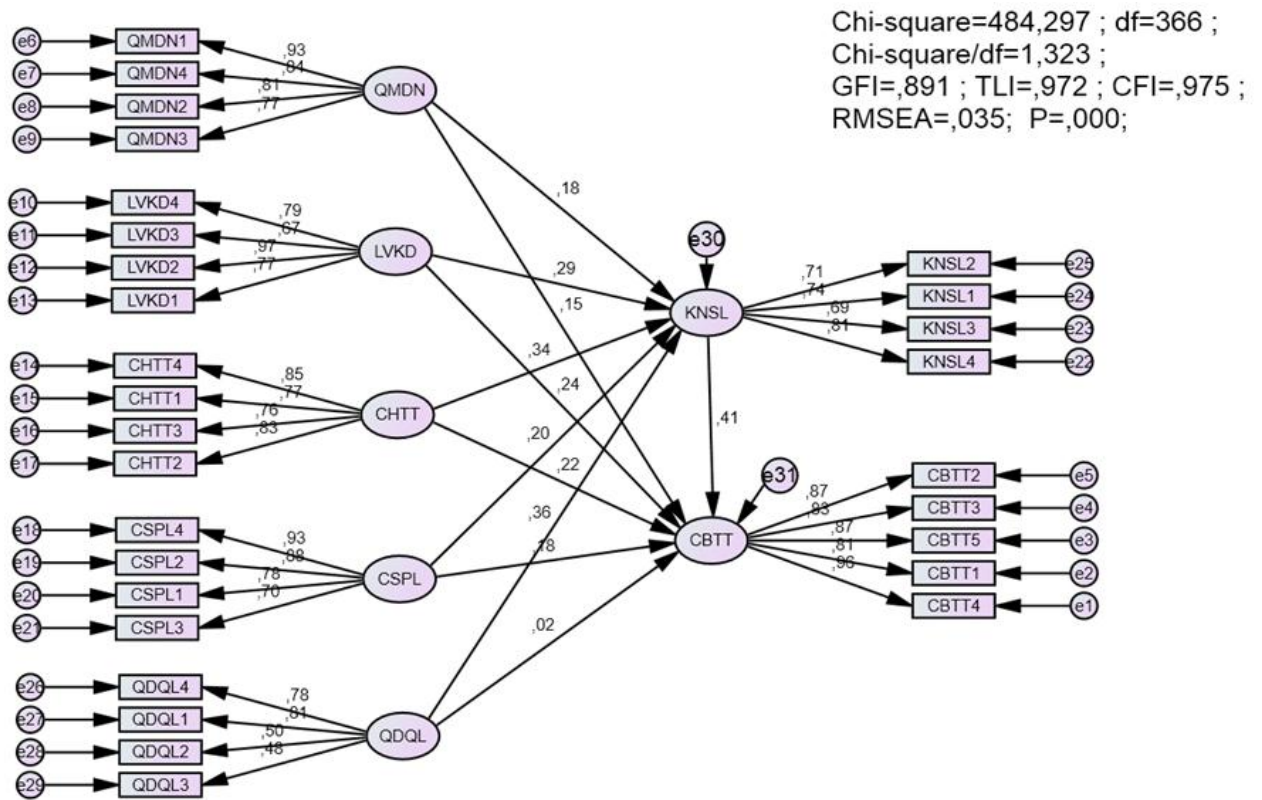 Chi-square=484,297 ; df=366 ;
Chi-square/df=1,323 ;
GFI=,891 ; TLI=,972 ; CFI=,975 ;
RMSEA=,035; P=,000;
e6 QMDN1 ,93
e7 QMDN4 ,84
e8 QMDN2 ,81
e9 QMDN3 ,77
QMDN
,18
,15
e10 LVKD4 ,79
e11 LVKD3 ,67
e12 LVKD2 ,97
e13 LVKD1 ,77
LVKD
,29
,24
e14 CHTT4 ,85
e15 CHTT1 ,77
e16 CHTT3 ,76
e17 CHTT2 ,83
CHTT
,34
,22
e18 CSPL4 ,93
e19 CSPL2 ,88
e20 CSPL1 ,78
e21 CSPL3 ,70
CSPL
,20
,18
e26 QDQL4 ,78
e27 QDQL1 ,81
e28 QDQL2 ,50
e29 QDQL3 ,48
QDQL
,36
,02
e30
KNSL
,71 KNSL2 e25
,74 KNSL1 e24
,69 KNSL3 e23
,81 KNSL4 e22
,41
e31
CBTT
,87 CBTT2 e5
,93 CBTT3 e4
,87 CBTT5 e3
,81 CBTT1 e2
,96 CBTT4 e1